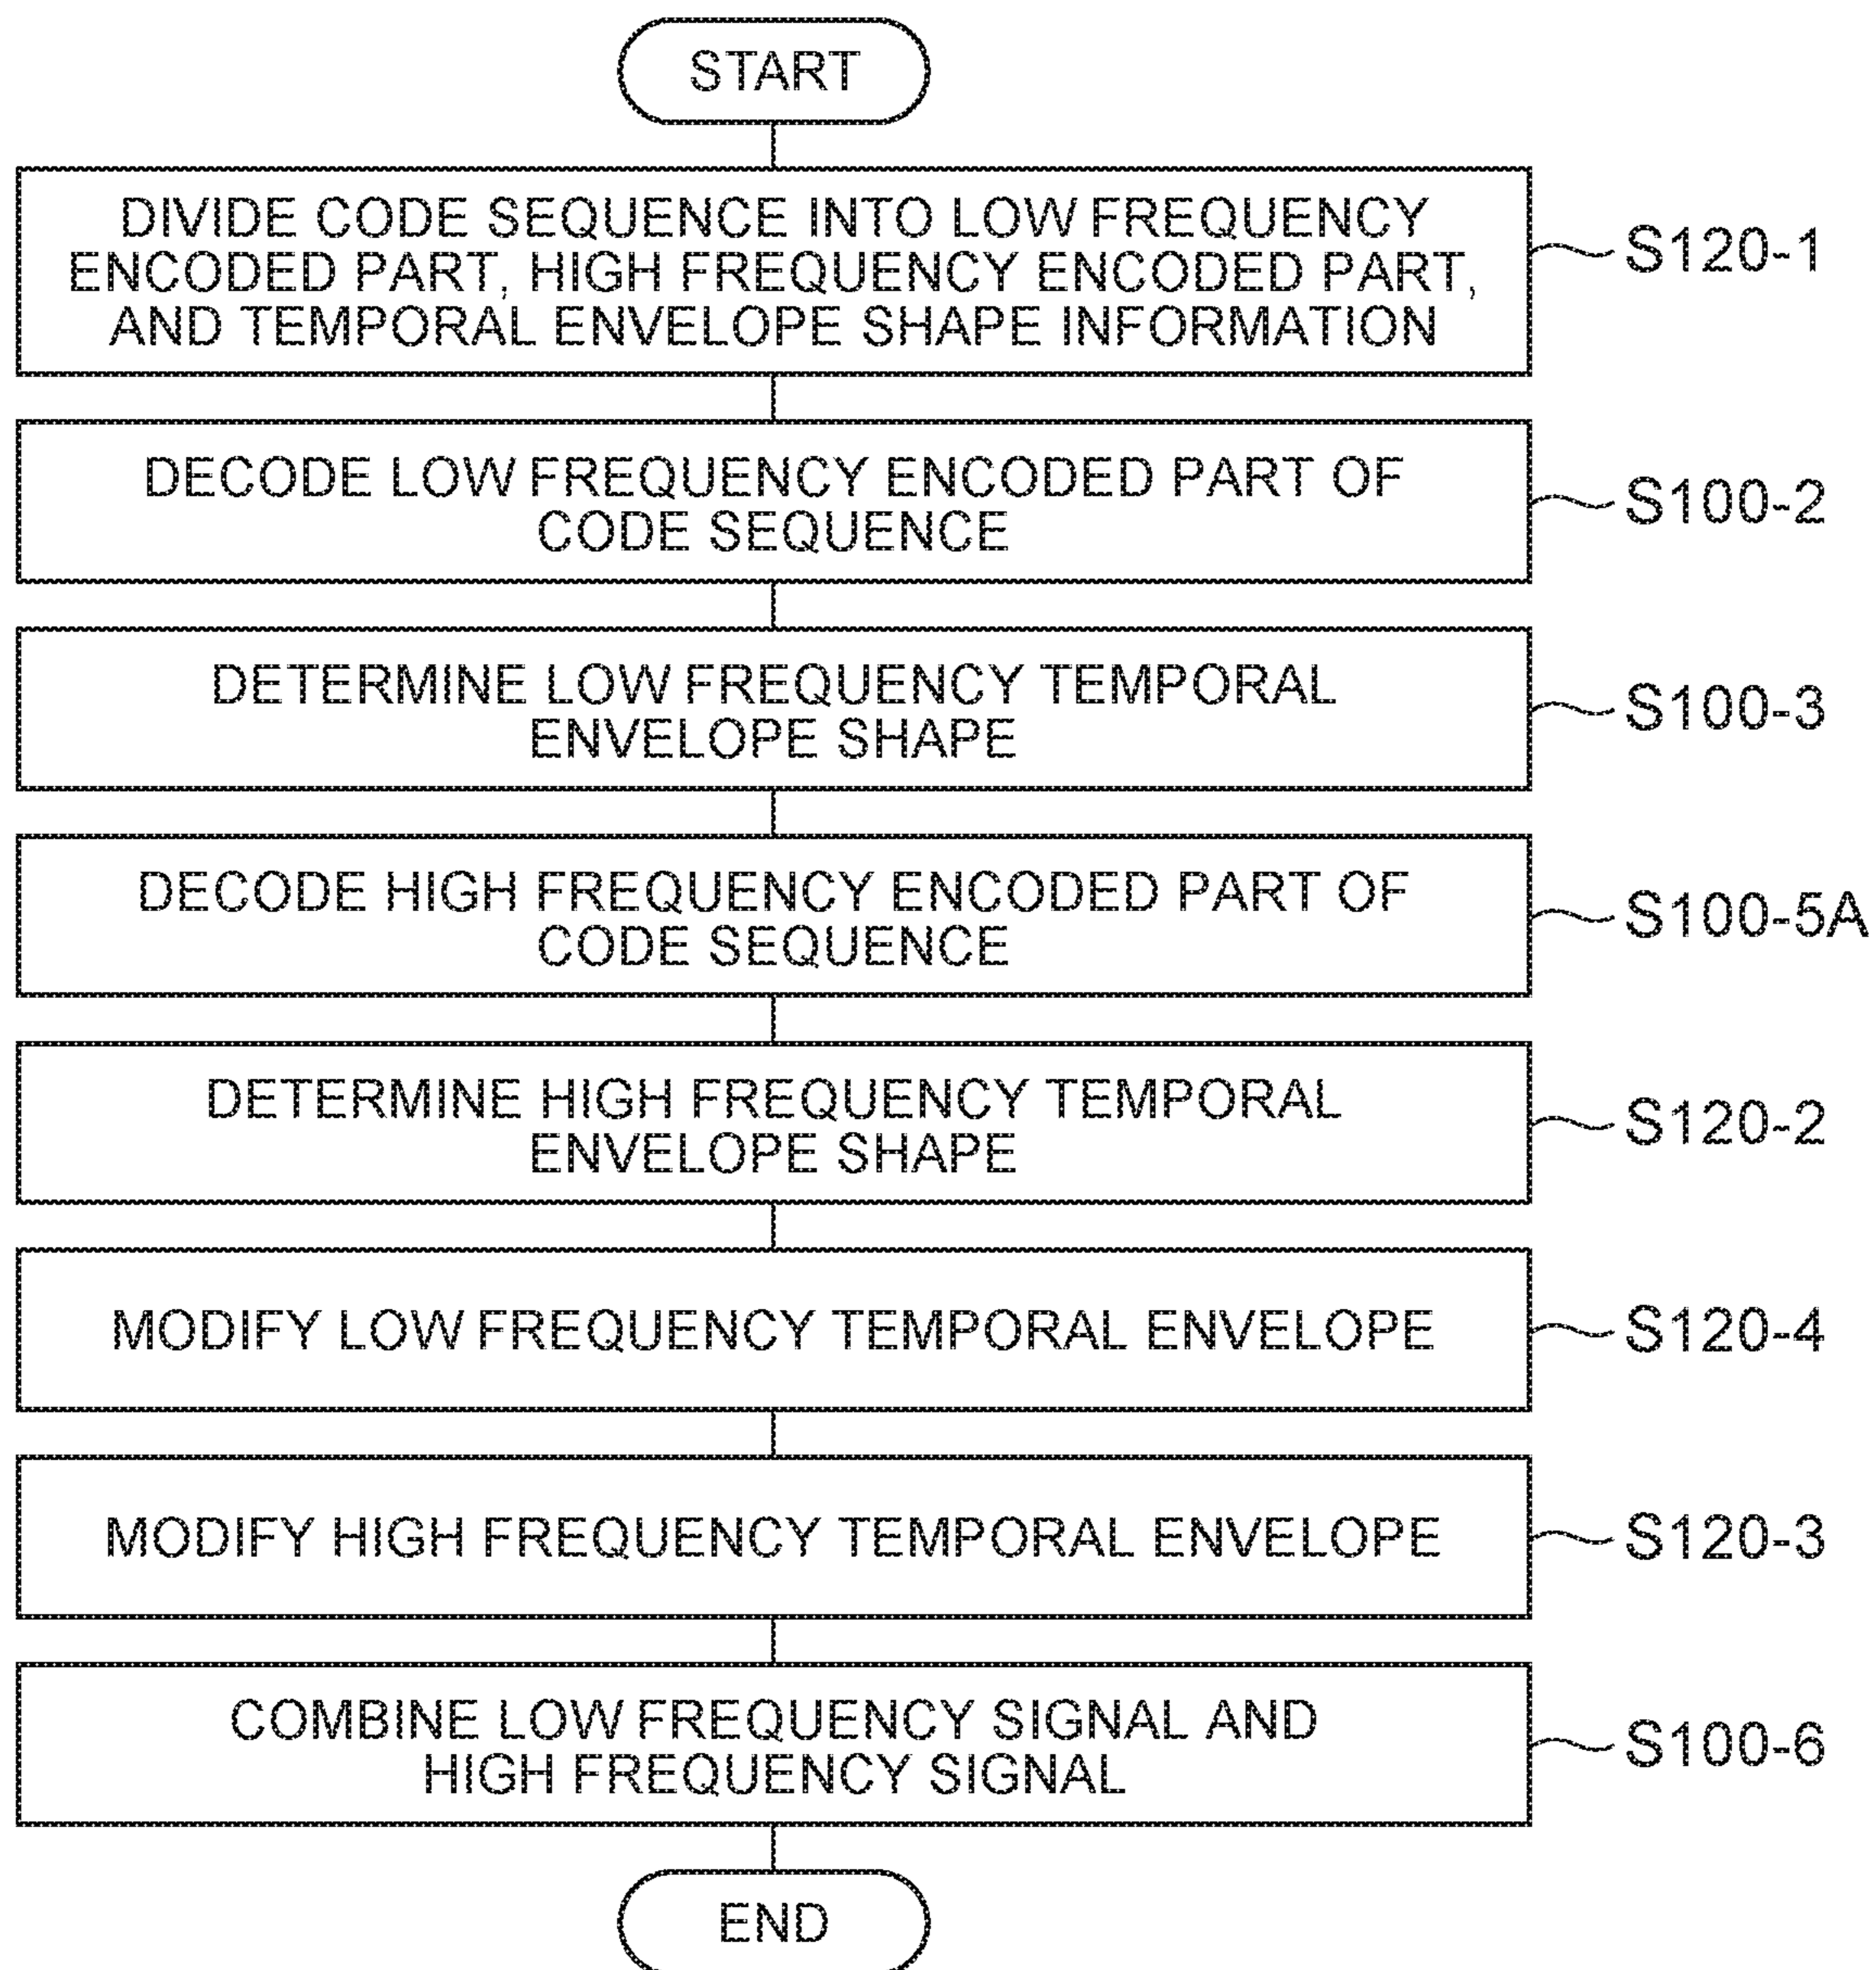 START
DIVIDE CODE SEQUENCE INTO LOW FREQUENCY
ENCODED PART, HIGH FREQUENCY ENCODED PART,
AND TEMPORAL ENVELOPE SHAPE INFORMATION
S120-1
DECODE LOW FREQUENCY ENCODED PART OF
CODE SEQUENCE
S100-2
DETERMINE LOW FREQUENCY TEMPORAL
ENVELOPE SHAPE
S100-3
DECODE HIGH FREQUENCY ENCODED PART OF
CODE SEQUENCE
S100-5A
DETERMINE HIGH FREQUENCY TEMPORAL
ENVELOPE SHAPE
S120-2
MODIFY LOW FREQUENCY TEMPORAL ENVELOPE
S120-4
MODIFY HIGH FREQUENCY TEMPORAL ENVELOPE
S120-3
COMBINE LOW FREQUENCY SIGNAL AND
HIGH FREQUENCY SIGNAL
S100-6
END